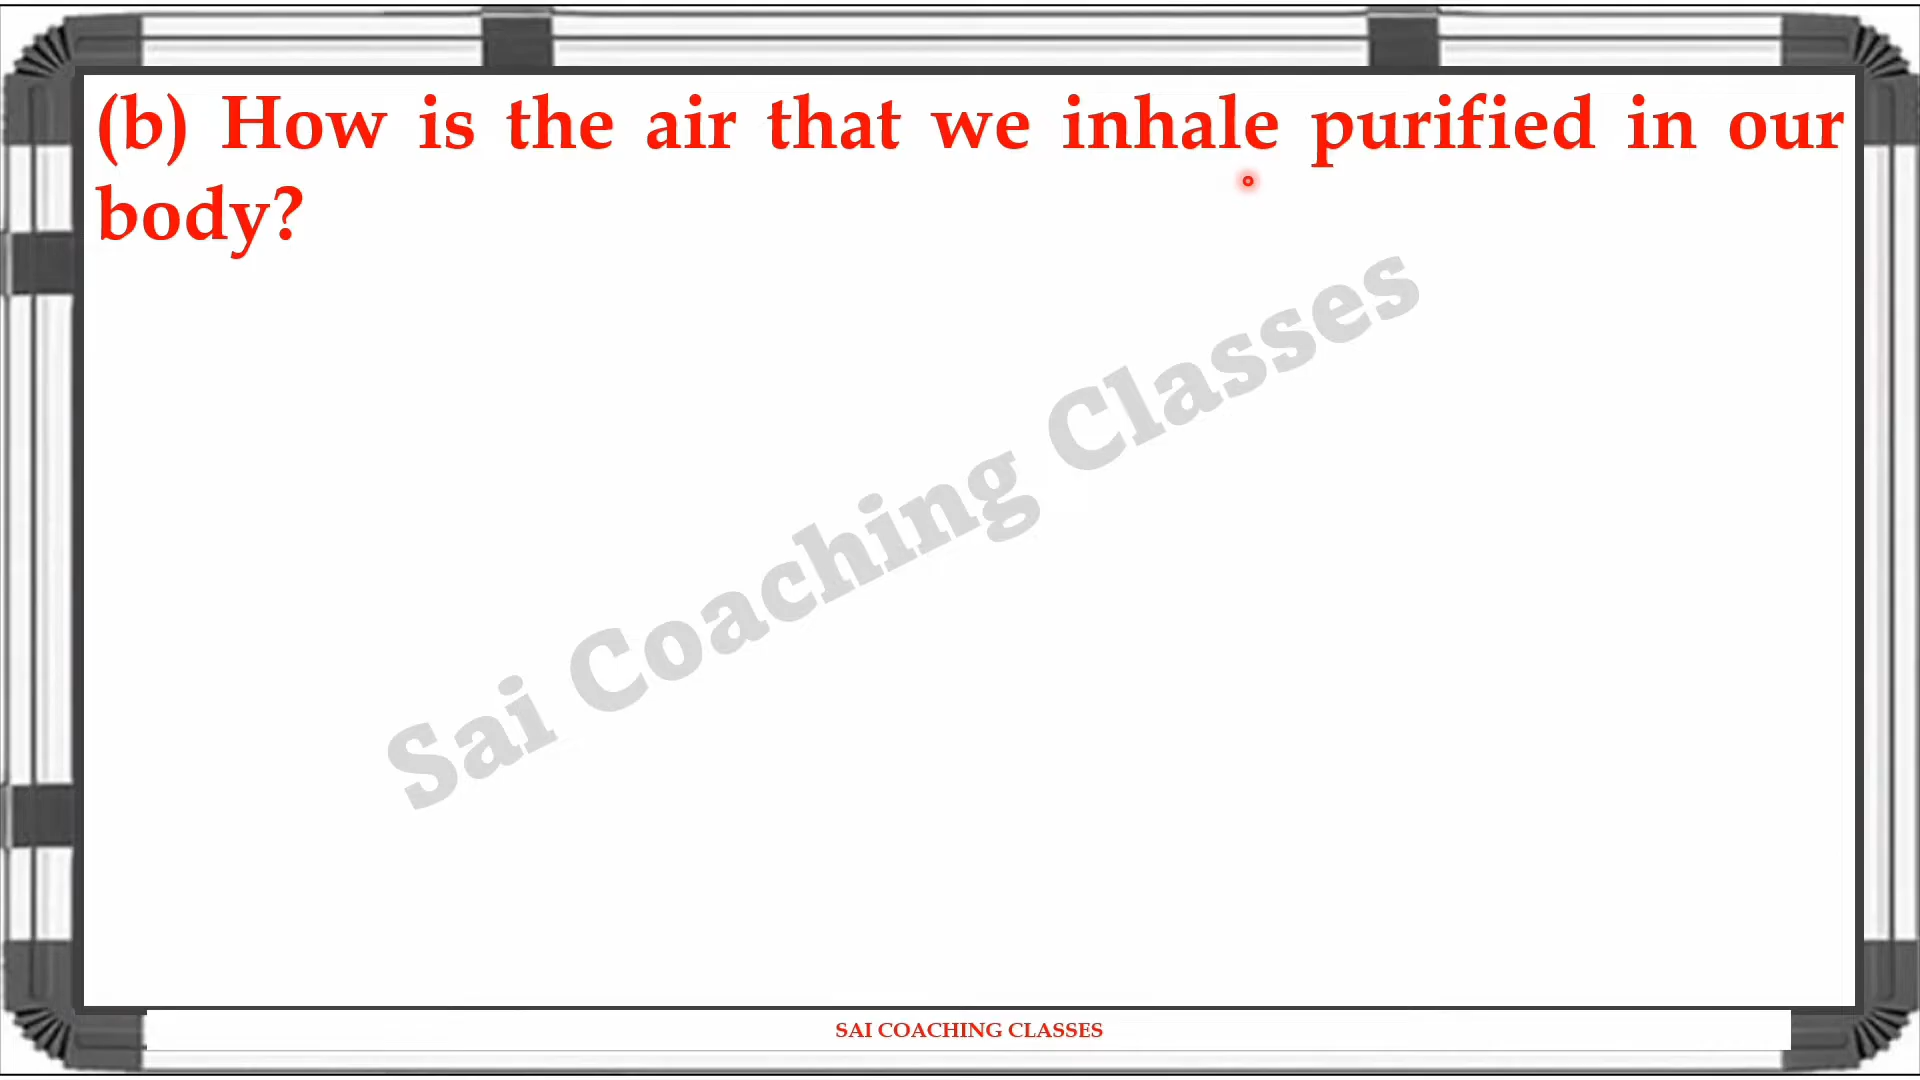 (b) How is the air that we inhale purified in our
body?
Sai Coaching Classes
SAI COACHING CLASSES